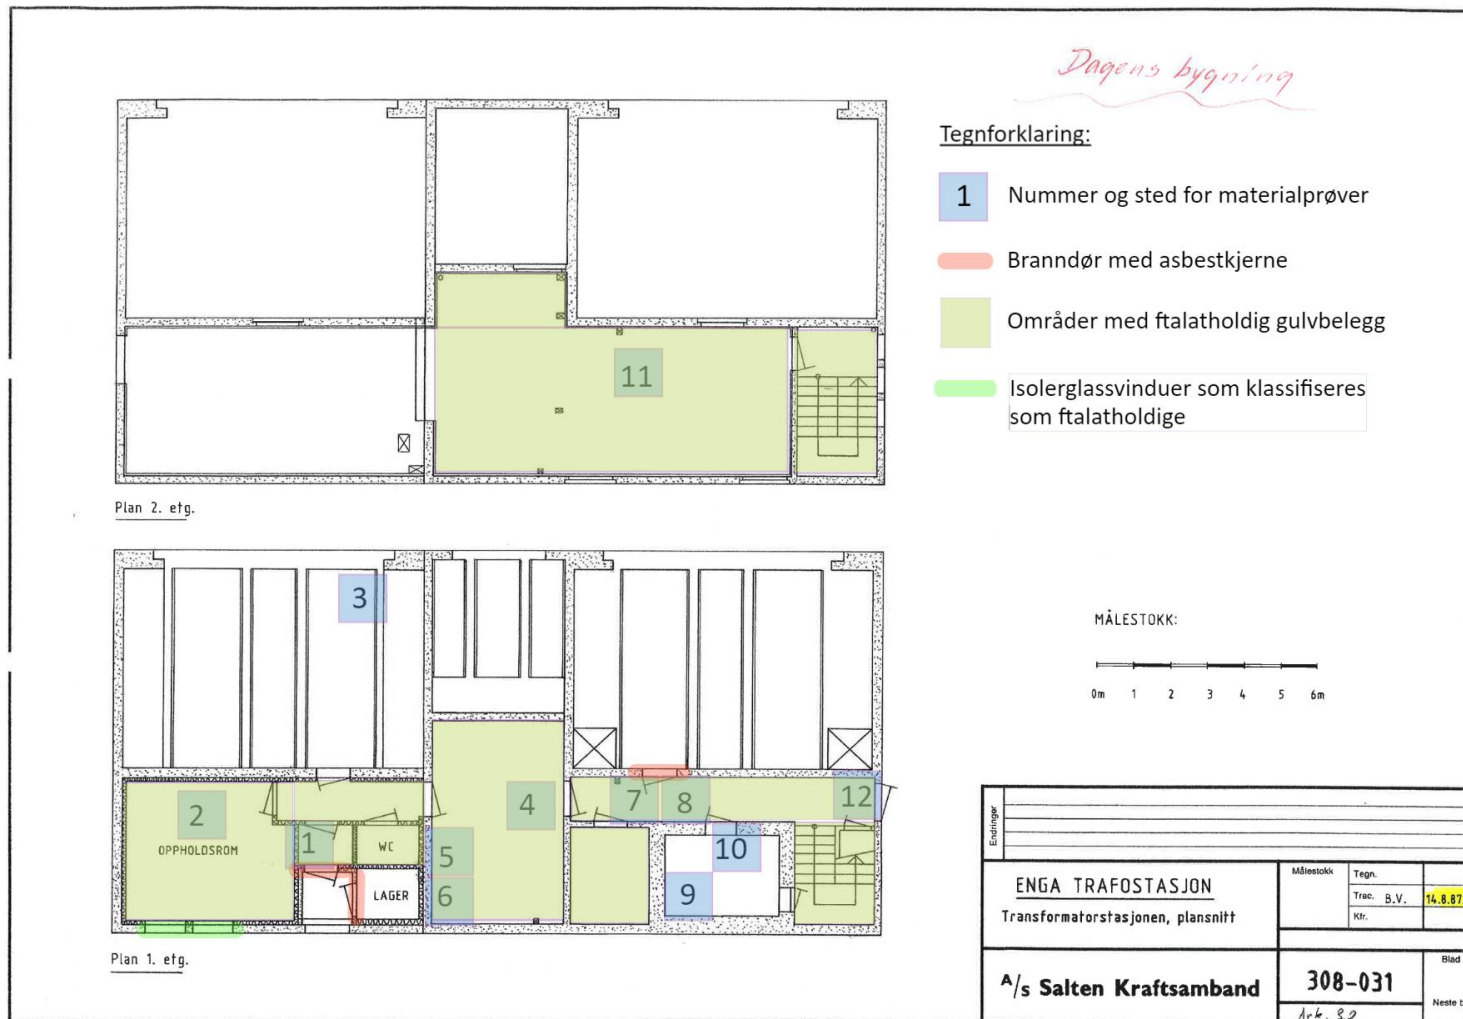 Dagens bygning
Tegnforklaring:
1 Nummer og sted for materialprøver
Branndør med asbestkjerne
Områder med ftalatholdig gulvbelegg
Isolerglassvinduer som klassifiseres
som ftalatholdige
11
Plan 2. etg.
3
2
OPPHOLDSROM
1
WC
LAGER
4
5
6
7
8
9
10
12
Plan 1. etg.
MÅLESTOKK:
0m 1 2 3 4 5 6m
Endringer
ENGA TRAFOSTASJON
Transformatorstasjonen, plansnitt
Målestokk
Tegn.
Trac. B.V. 14.8.87
Kfr.
A/s Salten Kraftsamband
308-031
Blad
Neste b
Ark. 32